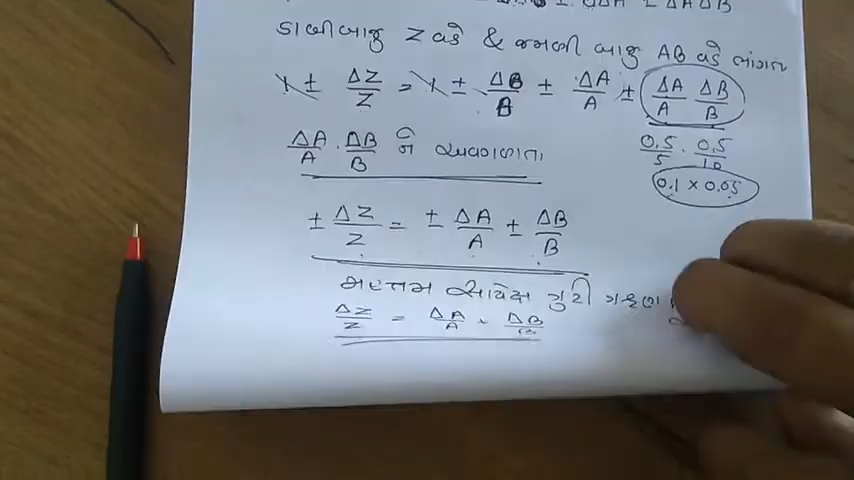 ડાબીબાજુ Z વડે & જમણી બાજુ AB વડે ભાંગતા
1 ± ΔZ/Z = 1 ± ΔB/B ± ΔA/A ± ΔA/A ΔB/B
ΔA/A · ΔB/B ને અવગણતા
0.5/5 · 0.5/10
0.1 × 0.05
± ΔZ/Z = ± ΔA/A ± ΔB/B
મહત્તમ સાપેક્ષ ત્રુટી
ΔZ/Z = ΔA/A + ΔB/B